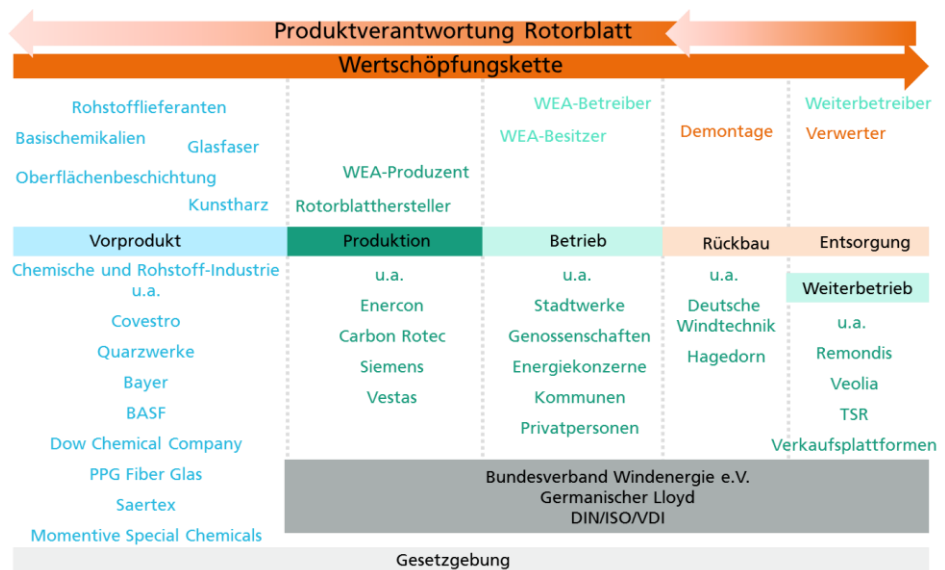 Produktverantwortung Rotorblatt
Wertschöpfungskette
Rohstofflieferanten
Basischemikalien
Glasfaser
Oberflächenbeschichtung
Kunstharz
WEA-Produzent
Rotorblatthersteller
WEA-Betreiber
WEA-Besitzer
Demontage
Weiterbetreiber
Verwerter
Vorprodukt
Produktion
Betrieb
Rückbau
Entsorgung
Weiterbetrieb
Chemische und Rohstoff-Industrie
u.a.
Covestro
Quarzwerke
Bayer
BASF
Dow Chemical Company
PPG Fiber Glas
Saertex
Momentive Special Chemicals
u.a.
Enercon
Carbon Rotec
Siemens
Vestas
u.a.
Stadtwerke
Genossenschaften
Energiekonzerne
Kommunen
Privatpersonen
u.a.
Deutsche
Windtechnik
Hagedorn
u.a.
Remondis
Veolia
TSR
Verkaufsplattformen
Bundesverband Windenergie e.V.
Germanischer Lloyd
DIN/ISO/VDI
Gesetzgebung